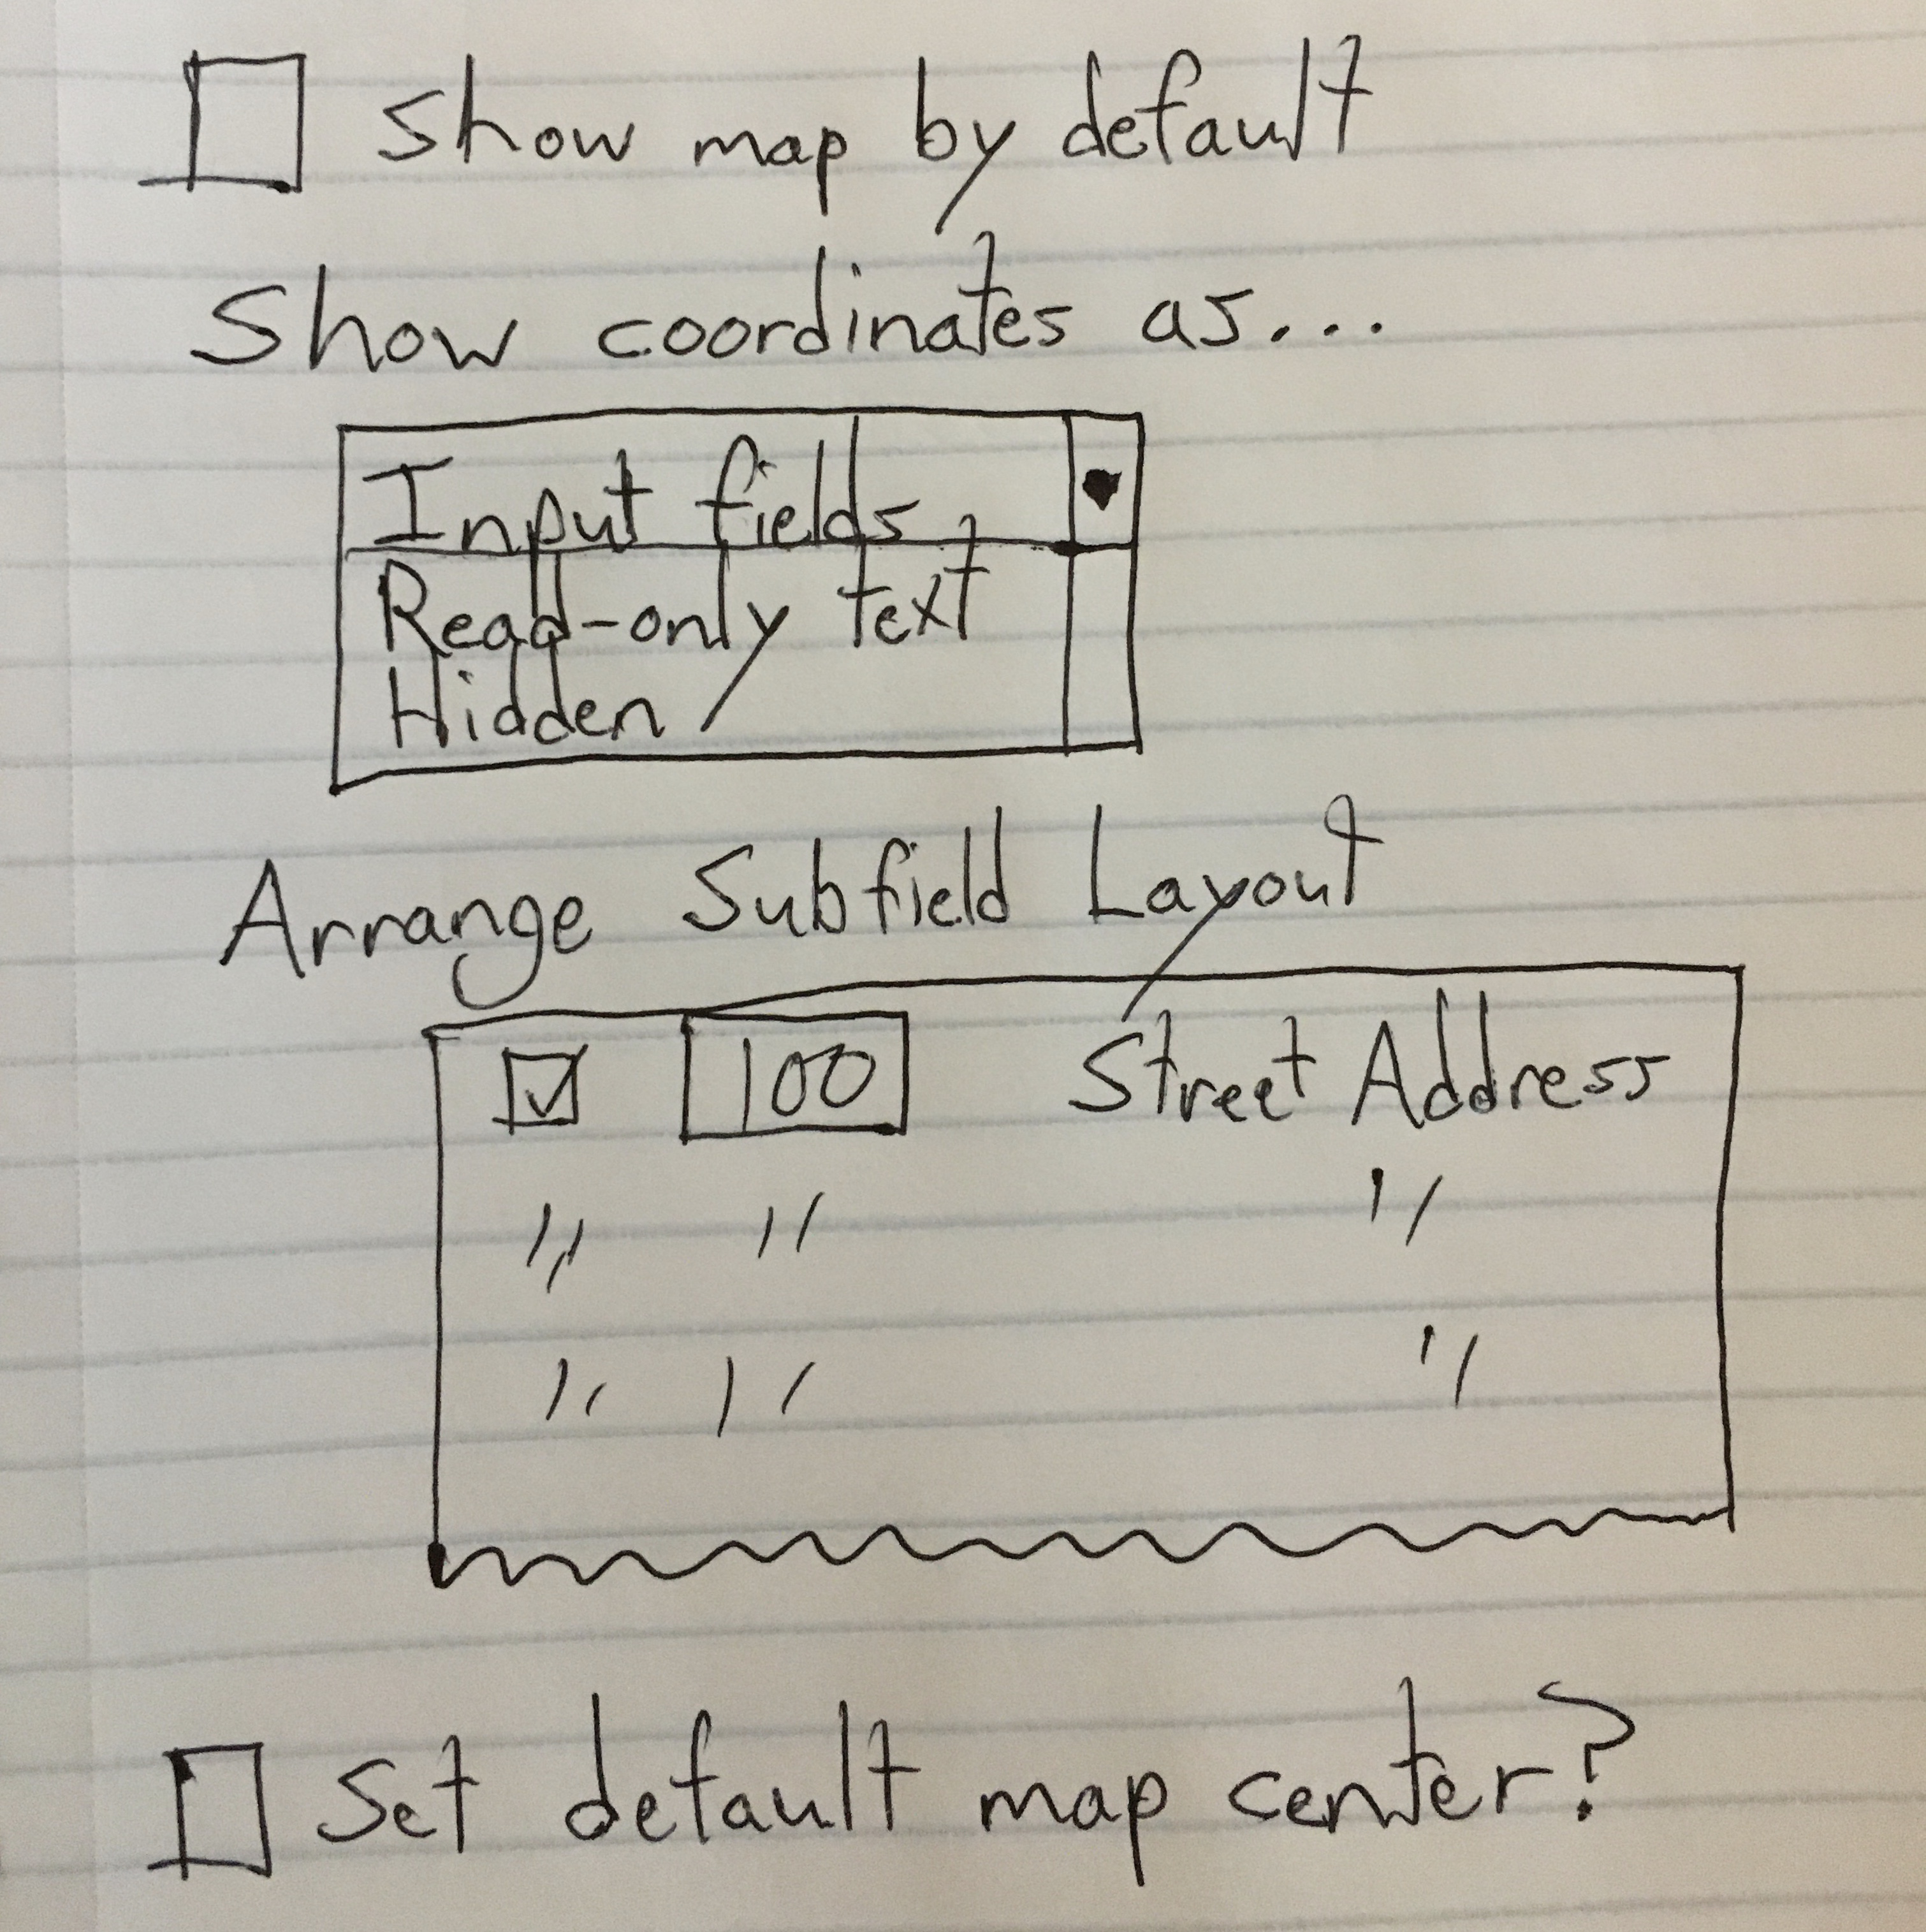 Show map by default
Show coordinates as...
Input fields
Read-only text
Hidden
Arrange Subfield Layout
100 Street Address
" " "
" " "
Set default map center?